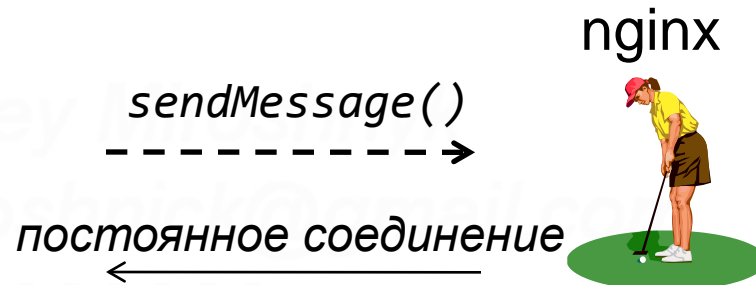 nginx
sendMessage()
постоянное соединение